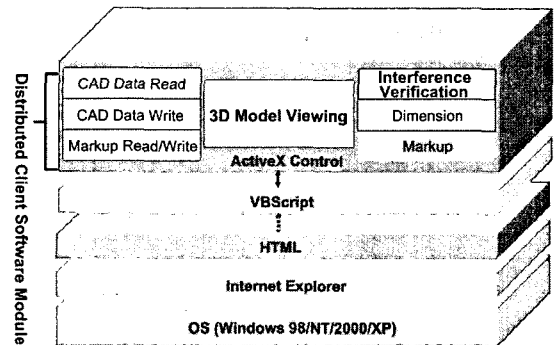 Distributed Client Software Module
CAD Data Read
CAD Data Write
Markup Read/Write
3D Model Viewing
Interference
Verification
Dimension
Markup
ActiveX Control
VBScript
HTML
Internet Explorer
OS (Windows 98/NT/2000/XP)